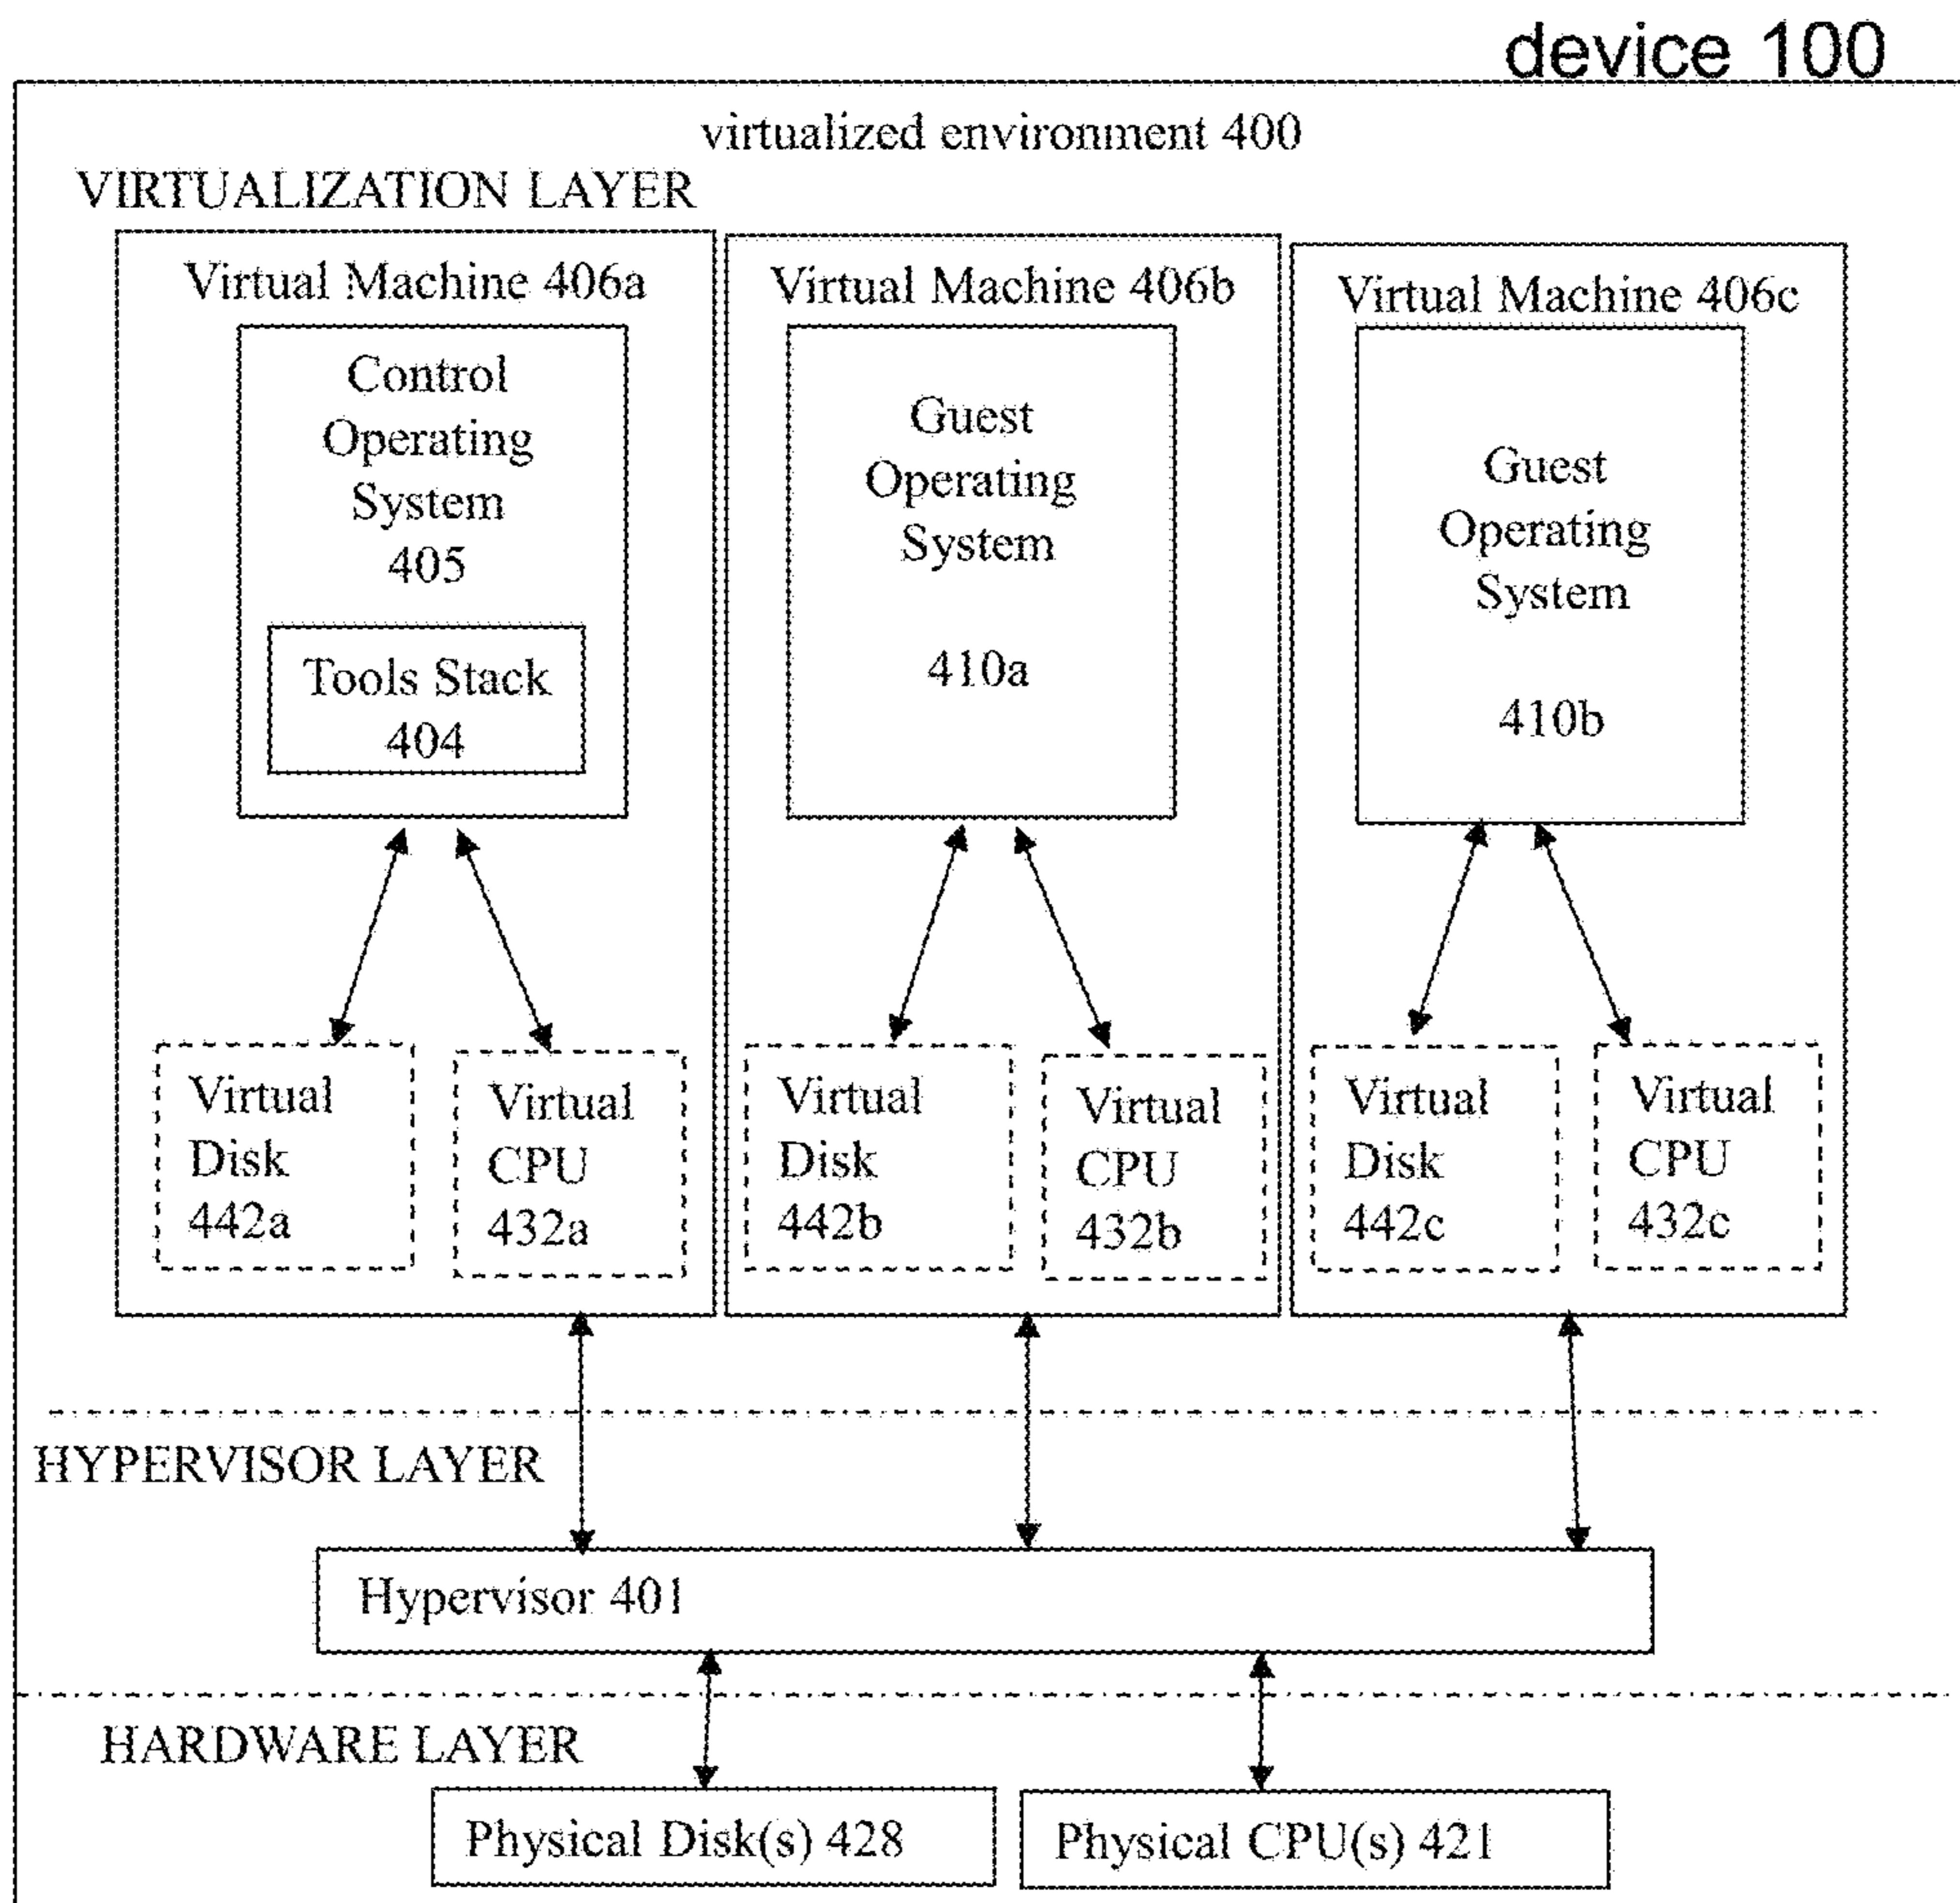 device 100
virtualized environment 400
VIRTUALIZATION LAYER
Virtual Machine 406a
Control
Operating
System
405
Tools Stack
404
Virtual
Disk
442a
Virtual
CPU
432a
Virtual Machine 406b
Guest
Operating
System
410a
Virtual
Disk
442b
Virtual
CPU
432b
Virtual Machine 406c
Guest
Operating
System
410b
Virtual
Disk
442c
Virtual
CPU
432c
HYPERVISOR LAYER
Hypervisor 401
HARDWARE LAYER
Physical Disk(s) 428
Physical CPU(s) 421